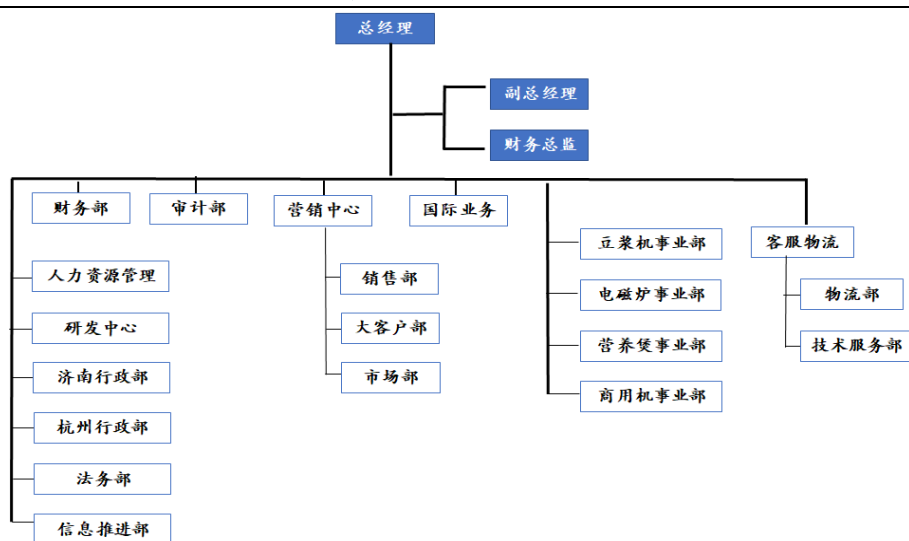 总经理
副总经理
财务总监
财务部
审计部
营销中心
国际业务
豆浆机事业部
客服物流
人力资源管理
销售部
电磁炉事业部
物流部
研发中心
大客户部
营养煲事业部
技术服务部
济南行政部
市场部
商用机事业部
杭州行政部
法务部
信息推进部